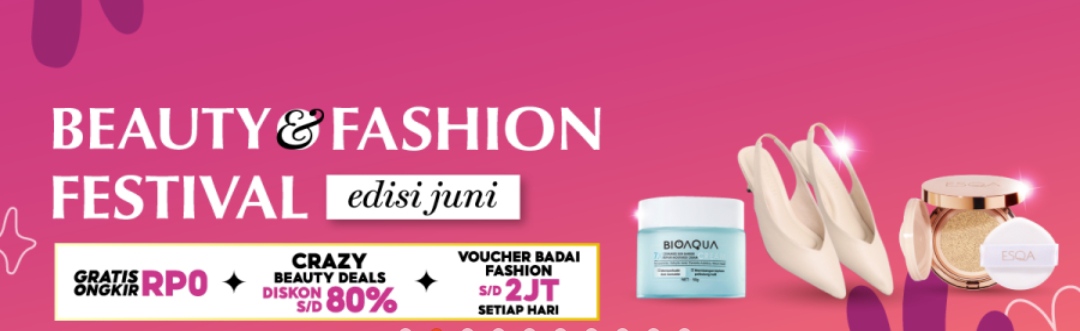 BEAUTY & FASHION
FESTIVAL edisi juni
GRATIS ONGKIR RP0
CRAZY
BEAUTY DEALS
DISKON S/D 80%
VOUCHER BADAI
FASHION
S/D 2JT
SETIAP HARI
BIOAQUA
ESQA
ESQA